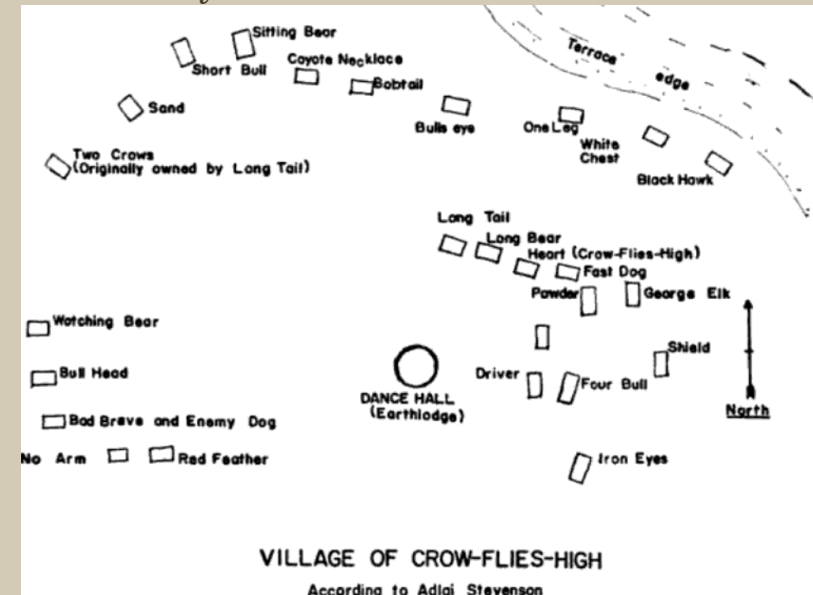 Sitting Bear
Short Bull
Coyote Necklace
Bobtail
Terrace edge
Sand
Bulls eye
One Leg
White
Chest
Two Crows
(Originally owned by Long Tail)
Black Hawk
Long Tail
Long Bear
Heart (Crow-Flies-High)
Fast Dog
Powder
George Elk
Watching Bear
Shield
Bull Head
Driver
Four Bull
DANCE HALL
(Earthlodge)
North
Bad Brave and Enemy Dog
No Arm
Red Feather
Iron Eyes
VILLAGE OF CROW-FLIES-HIGH
According to Adlai Stevenson